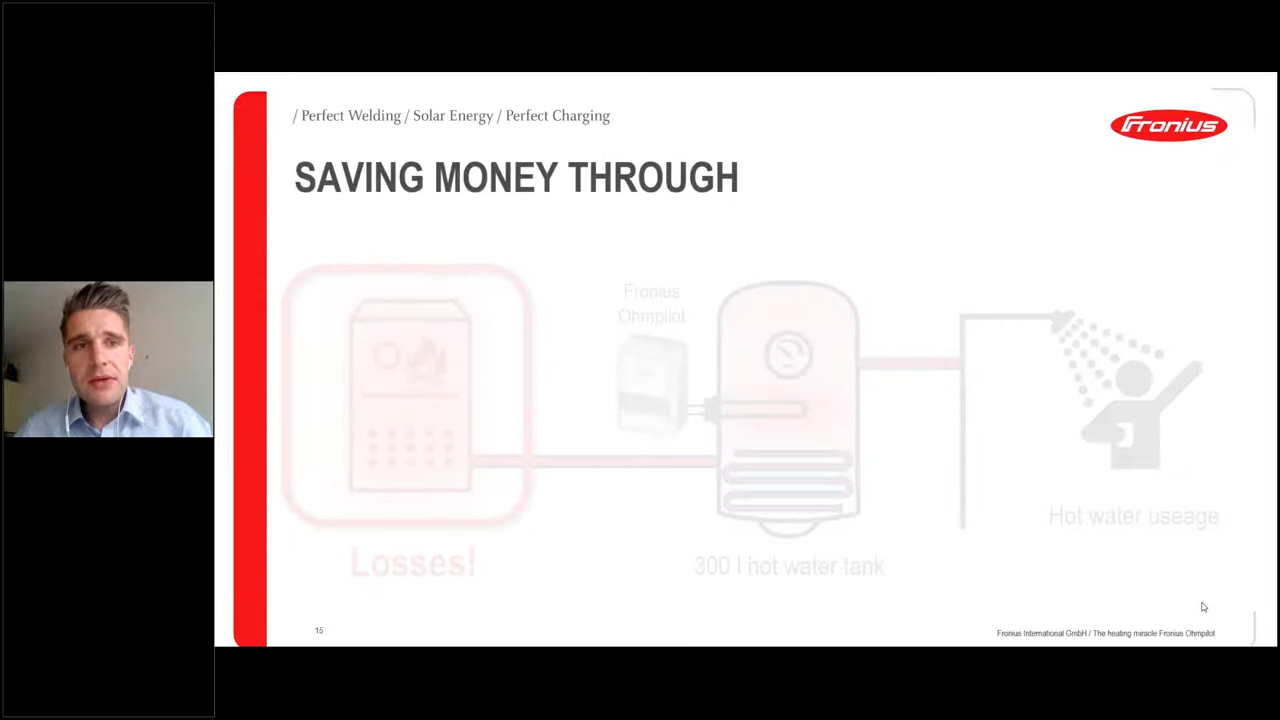 / Perfect Welding / Solar Energy / Perfect Charging
Fronius
SAVING MONEY THROUGH
Fronius
Ohmpilot
Losses!
300 l hot water tank
Hot water useage
15
Fronius International GmbH / The heating miracle Fronius Ohmpilot